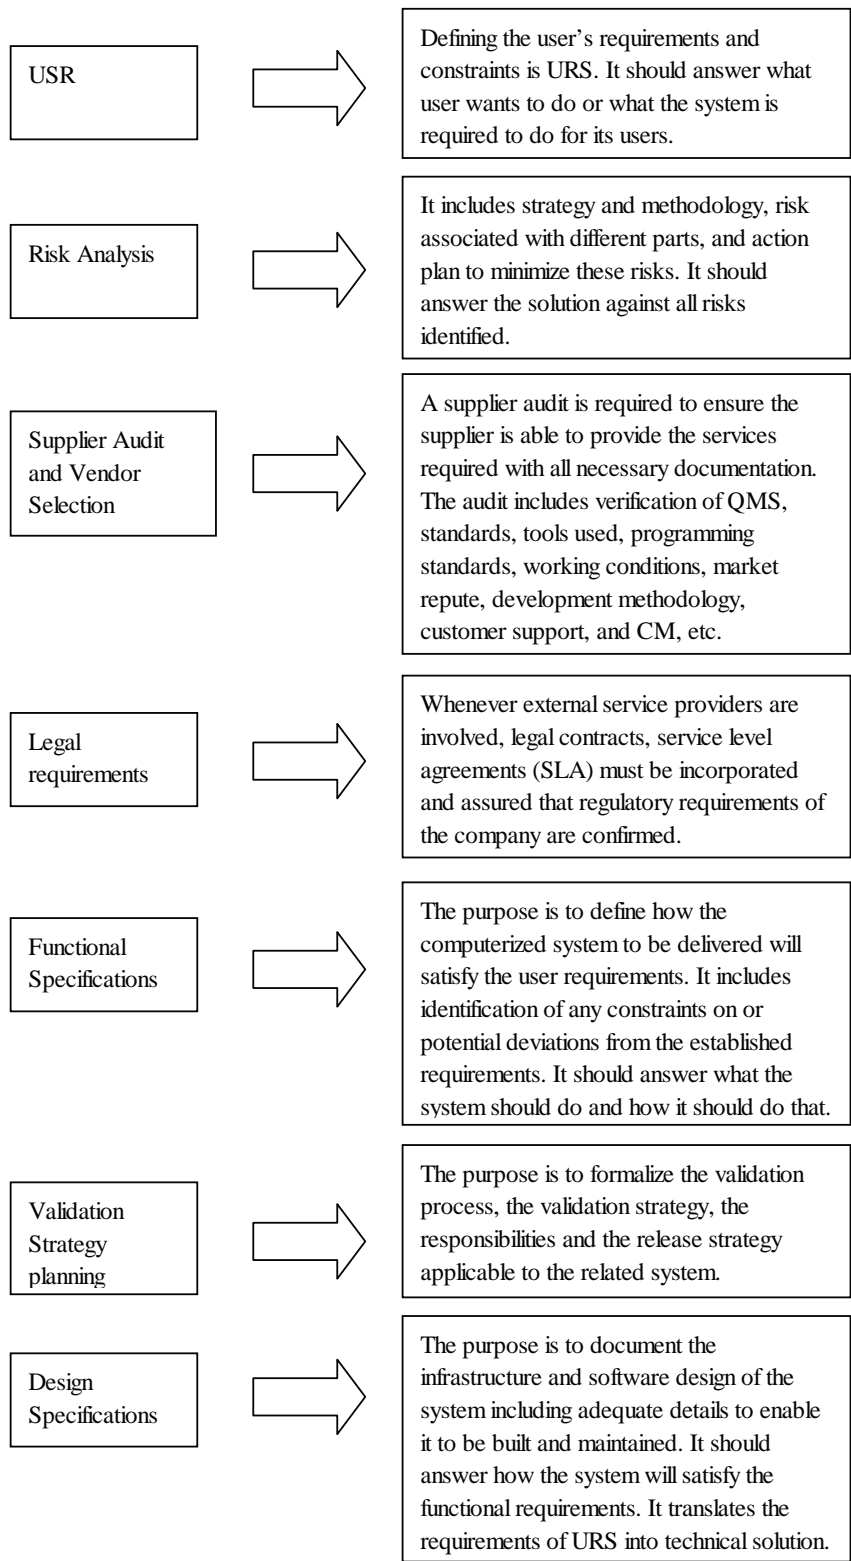 USR
Defining the user's requirements and
constraints is URS. It should answer what
user wants to do or what the system is
required to do for its users.
Risk Analysis
It includes strategy and methodology, risk
associated with different parts, and action
plan to minimize these risks. It should
answer the solution against all risks
identified.
Supplier Audit
and Vendor
Selection
A supplier audit is required to ensure the
supplier is able to provide the services
required with all necessary documentation.
The audit includes verification of QMS,
standards, tools used, programming
standards, working conditions, market
repute, development methodology,
customer support, and CM, etc.
Legal
requirements
Whenever external service providers are
involved, legal contracts, service level
agreements (SLA) must be incorporated
and assured that regulatory requirements of
the company are confirmed.
Functional
Specifications
The purpose is to define how the
computerized system to be delivered will
satisfy the user requirements. It includes
identification of any constraints on or
potential deviations from the established
requirements. It should answer what the
system should do and how it should do that.
Validation
Strategy
planning
The purpose is to formalize the validation
process, the validation strategy, the
responsibilities and the release strategy
applicable to the related system.
Design
Specifications
The purpose is to document the
infrastructure and software design of the
system including adequate details to enable
it to be built and maintained. It should
answer how the system will satisfy the
functional requirements. It translates the
requirements of URS into technical solution.